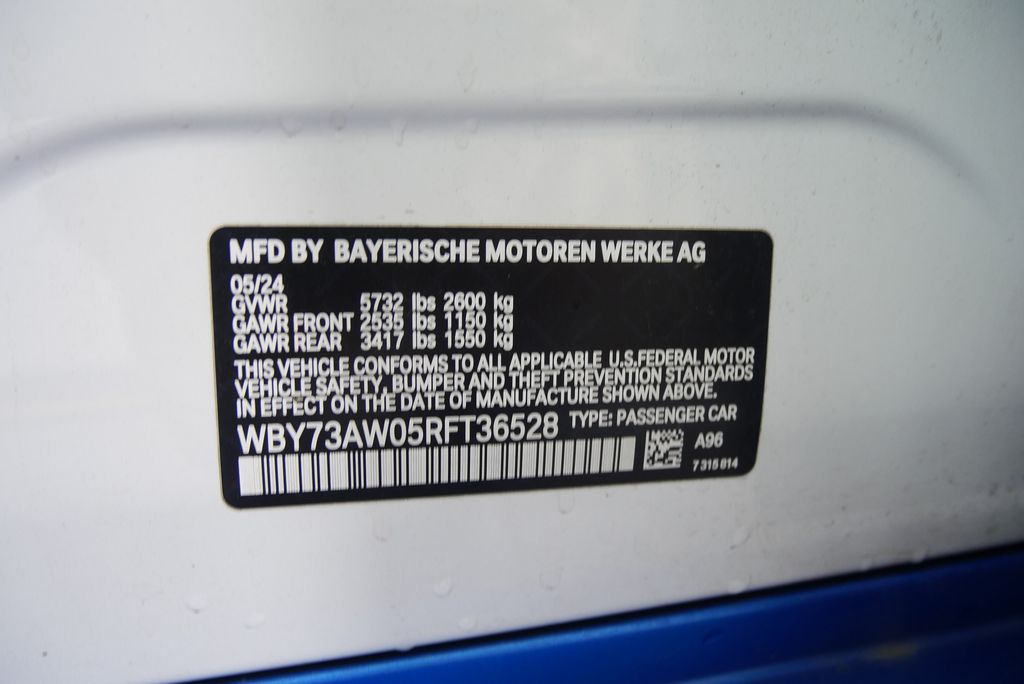 MFD BY BAYERISCHE MOTOREN WERKE AG
05/24
GVWR 5732 lbs 2600 kg
GAWR FRONT 2535 lbs 1150 kg
GAWR REAR 3417 lbs 1550 kg
THIS VEHICLE CONFORMS TO ALL APPLICABLE U.S.FEDERAL MOTOR
VEHICLE SAFETY, BUMPER AND THEFT PREVENTION STANDARDS
IN EFFECT ON THE DATE OF MANUFACTURE SHOWN ABOVE.
WBY73AW05RFT36528 TYPE: PASSENGER CAR
A96
7 315 814